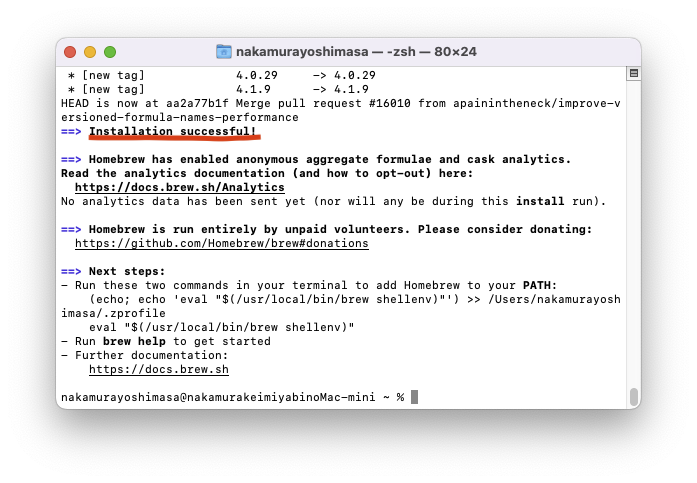 nakamurayoshimasa — -zsh — 80×24
* [new tag] 4.0.29 -> 4.0.29
* [new tag] 4.1.9 -> 4.1.9
HEAD is now at aa2a77b1f Merge pull request #16010 from apainintheneck/improve-v
ersioned-formula-names-performance
==> Installation successful!
==> Homebrew has enabled anonymous aggregate formulae and cask analytics.
Read the analytics documentation (and how to opt-out) here:
https://docs.brew.sh/Analytics
No analytics data has been sent yet (nor will any be during this install run).
==> Homebrew is run entirely by unpaid volunteers. Please consider donating:
https://github.com/Homebrew/brew#donations
==> Next steps:
- Run these two commands in your terminal to add Homebrew to your PATH:
(echo; echo 'eval "$(/usr/local/bin/brew shellenv)"') >> /Users/nakamurayosh
imasa/.zprofile
eval "$(/usr/local/bin/brew shellenv)"
- Run brew help to get started
- Further documentation:
https://docs.brew.sh
nakamurayoshimasa@nakamurakeimiyabinoMac-mini ~ %